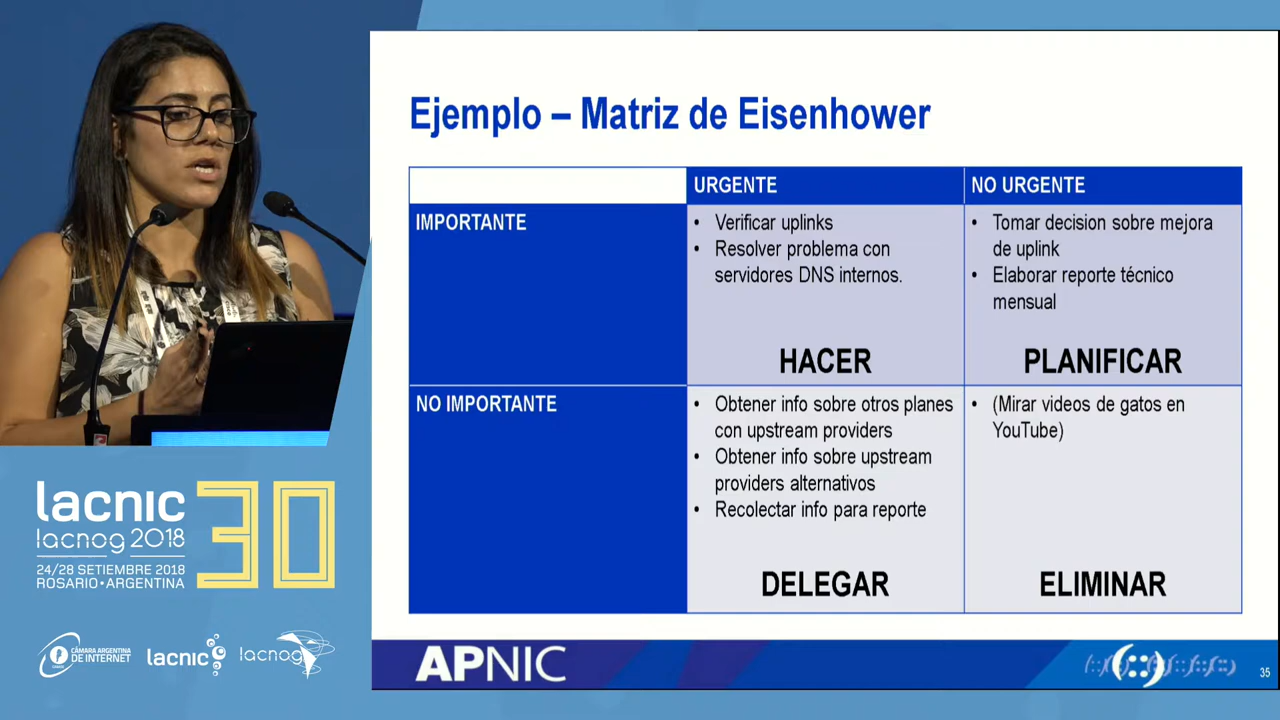 Ejemplo – Matriz de Eisenhower
URGENTE
NO URGENTE
IMPORTANTE
• Verificar uplinks
• Resolver problema con
servidores DNS internos.
HACER
• Tomar decision sobre mejora
de uplink
• Elaborar reporte técnico
mensual
PLANIFICAR
NO IMPORTANTE
• Obtener info sobre otros planes
con upstream providers
• Obtener info sobre upstream
providers alternativos
• Recolectar info para reporte
DELEGAR
• (Mirar videos de gatos en
YouTube)
ELIMINAR
APNIC
35
lacnic 30
lacnog 2018
24/28 SETIEMBRE 2018
ROSARIO•ARGENTINA
CÁMARA ARGENTINA
DE INTERNET
lacnic
lacnog